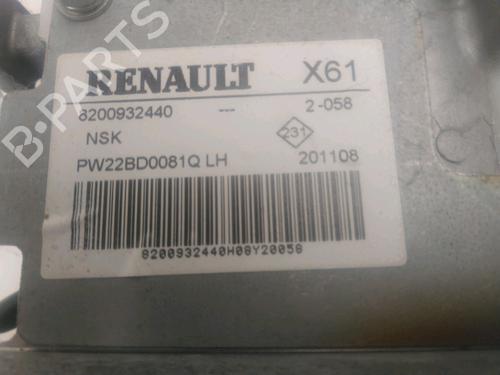 B-PARTS
RENAULT X61
8200932440 --- 2-058
NSK 231
PW22BD0081Q LH 201108
8200932440H08Y20058